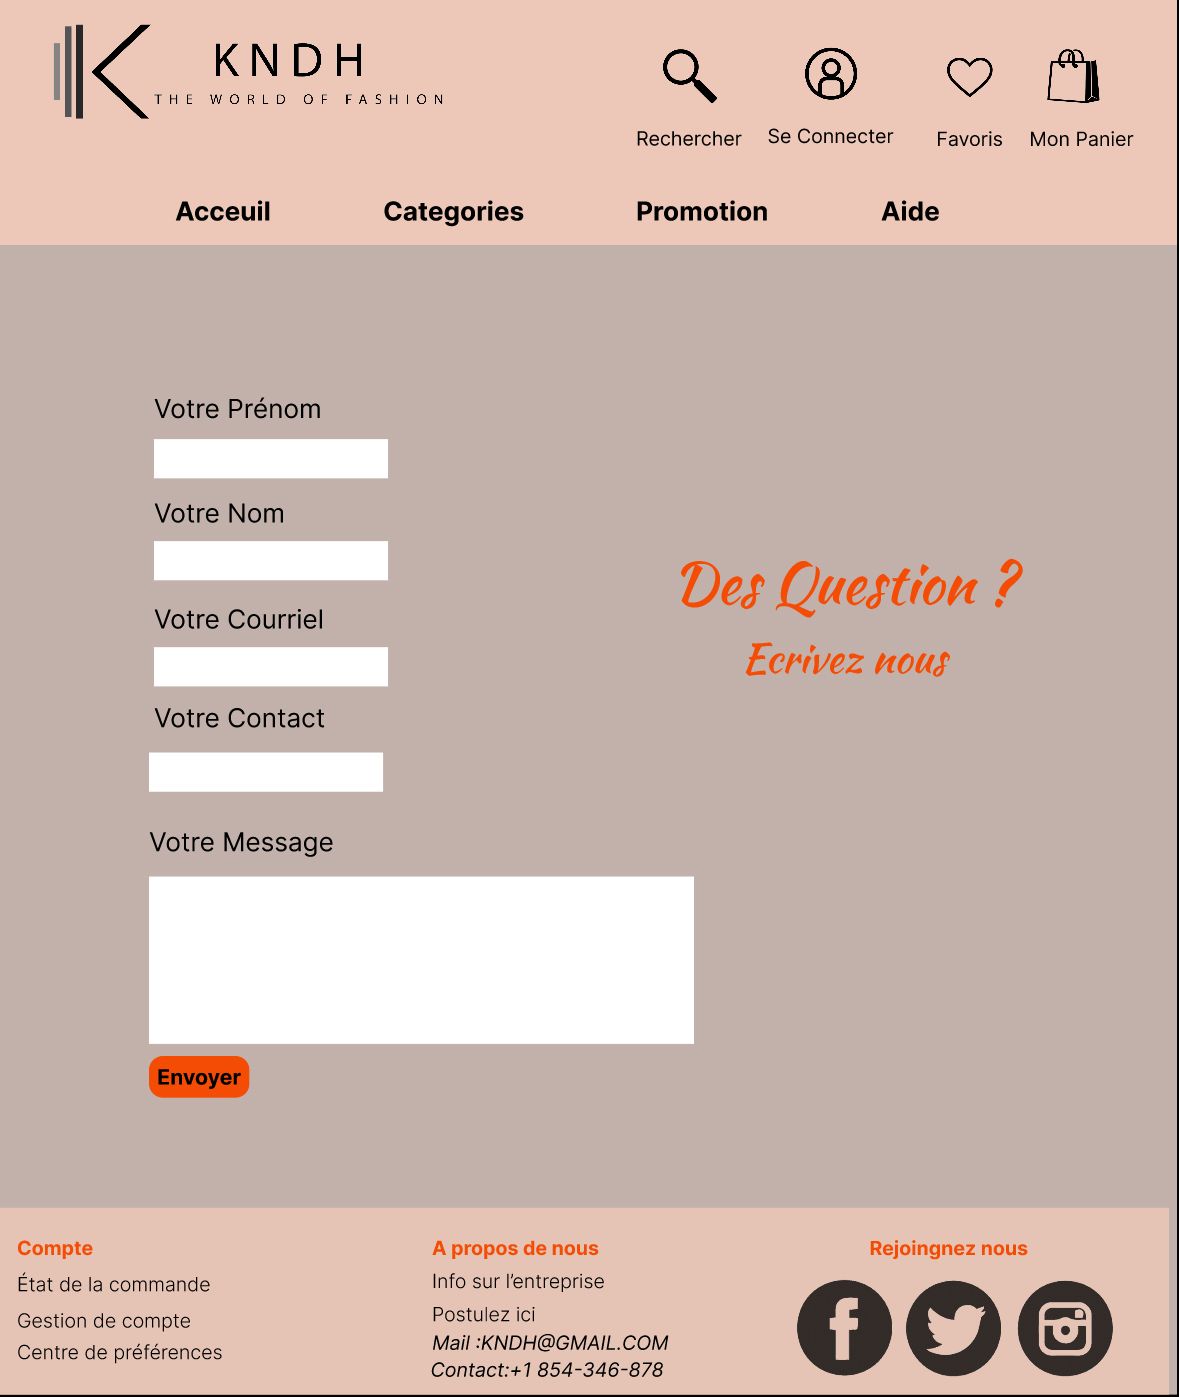 KNDH
THE WORLD OF FASHION
Rechercher
Se Connecter
Favoris
Mon Panier
Acceuil
Categories
Promotion
Aide
Votre Prénom
Votre Nom
Votre Courriel
Votre Contact
Votre Message
Envoyer
Des Question ?
Ecrivez nous
Compte
État de la commande
Gestion de compte
Centre de préférences
A propos de nous
Info sur l'entreprise
Postulez ici
Mail :KNDH@GMAIL.COM
Contact:+1 854-346-878
Rejoingnez nous